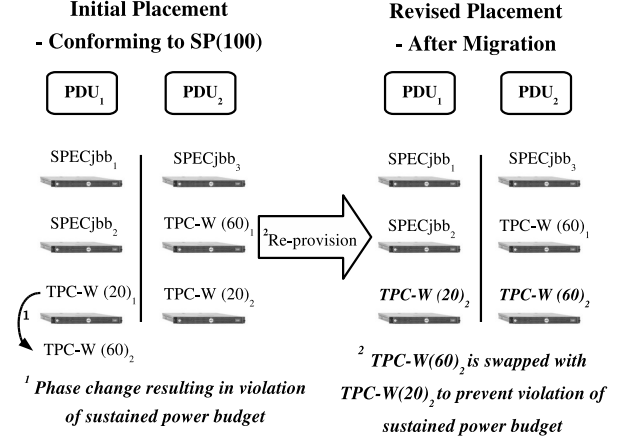 Initial Placement
- Conforming to SP(100)
PDU1
PDU2
SPECjbb1
SPECjbb3
SPECjbb2
TPC-W (60)1
TPC-W (20)1
TPC-W (20)2
1
TPC-W (60)2
1 Phase change resulting in violation
of sustained power budget
2Re-provision
Revised Placement
- After Migration
PDU1
PDU2
SPECjbb1
SPECjbb3
SPECjbb2
TPC-W (60)1
TPC-W (20)2
TPC-W (60)2
2 TPC-W(60)2 is swapped with
TPC-W(20)2 to prevent violation of
sustained power budget